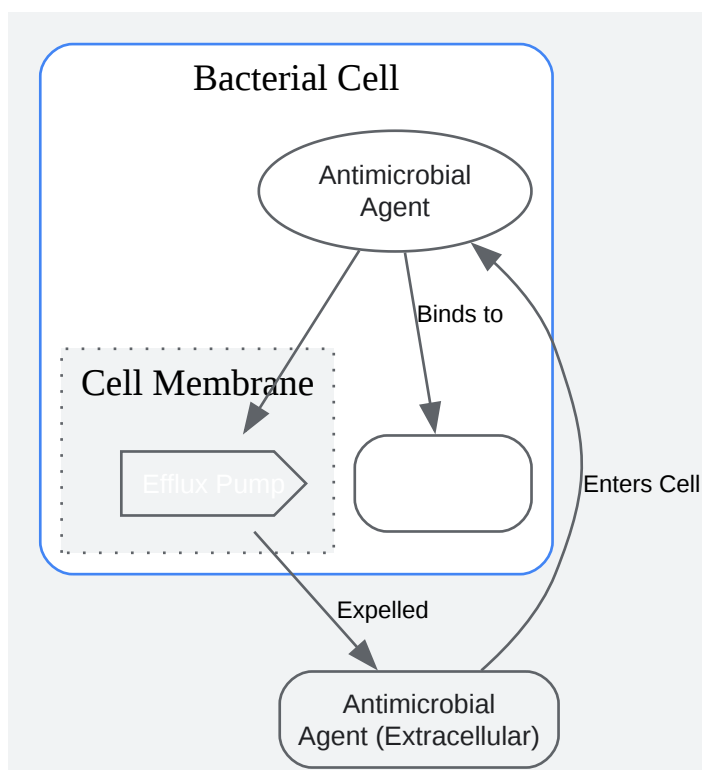 Bacterial Cell
Antimicrobial
Agent
Binds to
Cell Membrane
Efflux Pump
Enters Cell
Expelled
Antimicrobial
Agent (Extracellular)